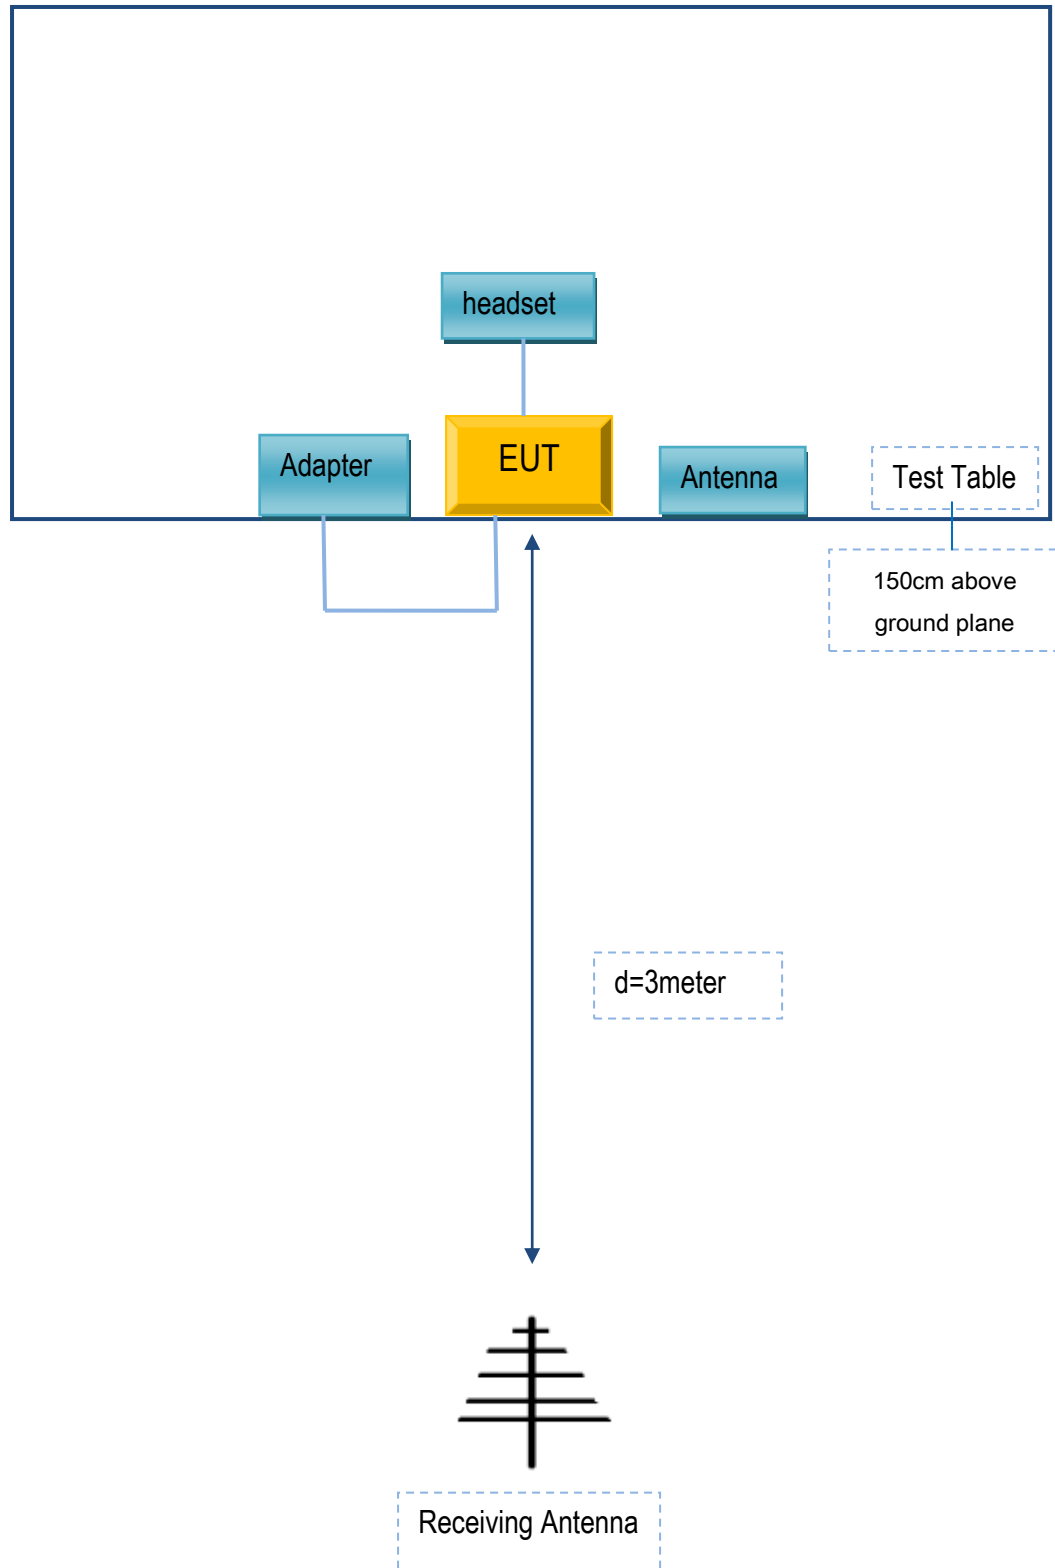 headset
EUT
Adapter
Antenna
Test Table
150cm above
ground plane
d=3meter
Receiving Antenna